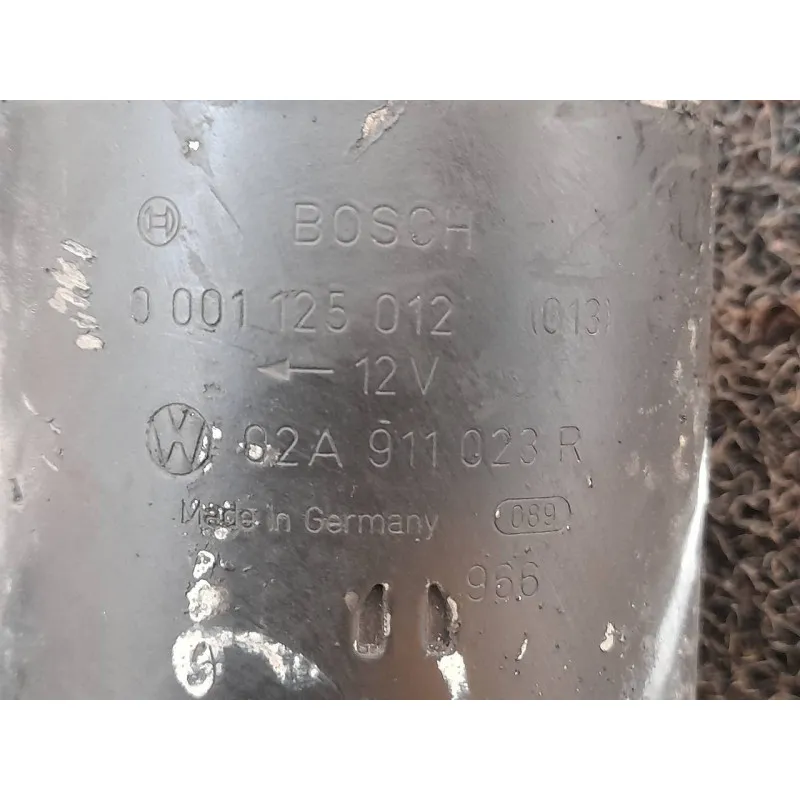 BOSCH
0 001 125 012 (013)
12V
02A 911 023 R
Made in Germany 089
966